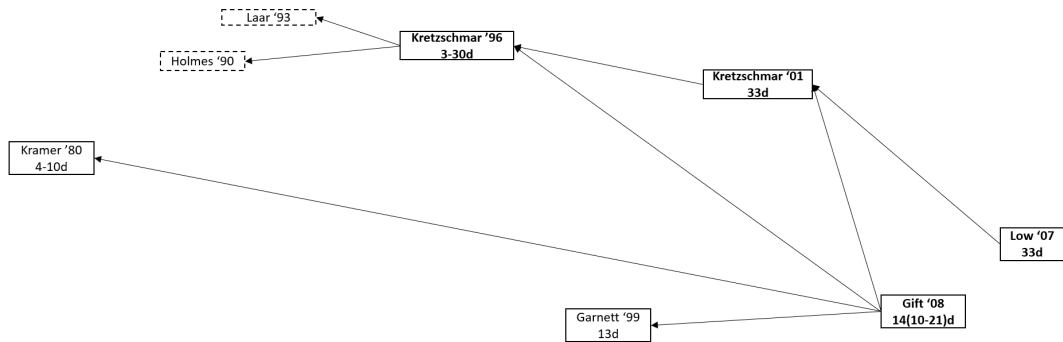 Laar ‘93
Holmes ‘90
Kretzschmar ‘96
3-30d
Kretzschmar ‘01
33d
Kramer ’80
4-10d
Low ‘07
33d
Gift ‘08
14(10-21)d
Garnett ‘99
13d